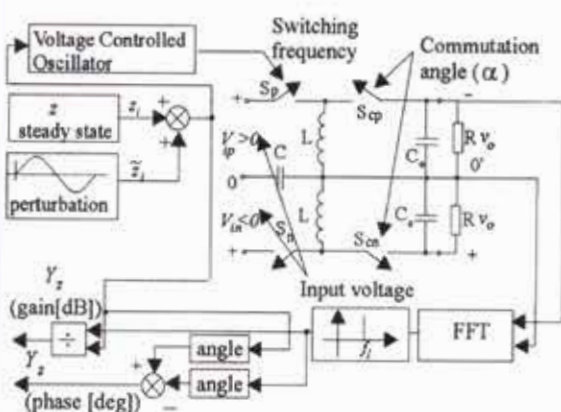 Switching
frequency
Voltage Controlled
Oscillator
Commutation
angle (α)
z
steady state
z_i
+
+
z̃_i
perturbation
+
S_p
S_cp
-
V_ip>0
L
C
C_o
R
v_o
0
0'
V_in<0
S_n
L
S_cn
C_o
R
v_o
+
+
Input voltage
Y_z
(gain[dB])
÷
Y_z
(phase [deg])
+
-
angle
angle
f_i
FFT